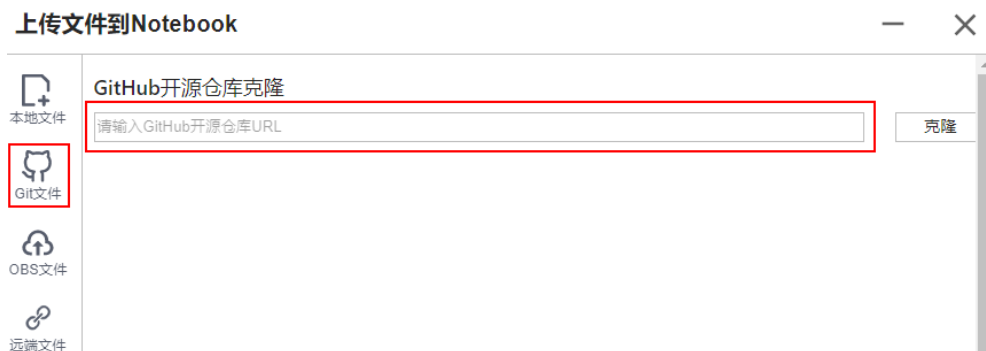 上传文件到Notebook
本地文件
Git文件
OBS文件
远端文件
GitHub开源仓库克隆
请输入GitHub开源仓库URL
克隆